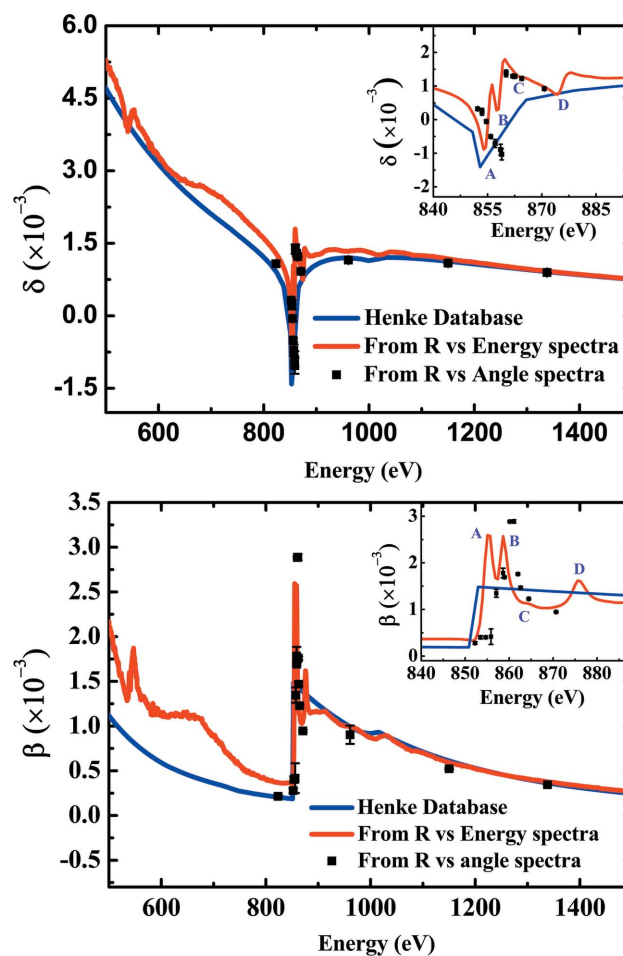 6.0
4.5
3.0
1.5
0.0
-1.5
δ (×10⁻³)
600 800 1000 1200 1400
Energy (eV)
Henke Database
From R vs Energy spectra
From R vs Angle spectra
2
1
0
-1
-2
δ (×10⁻³)
A
B
C
D
840 855 870 885
Energy (eV)
3.5
3.0
2.5
2.0
1.5
1.0
0.5
0.0
-0.5
β (×10⁻³)
600 800 1000 1200 1400
Energy (eV)
Henke Database
From R vs Energy spectra
From R vs angle spectra
3
2
1
0
β (×10⁻³)
A
B
C
D
840 850 860 870 880
Energy (eV)